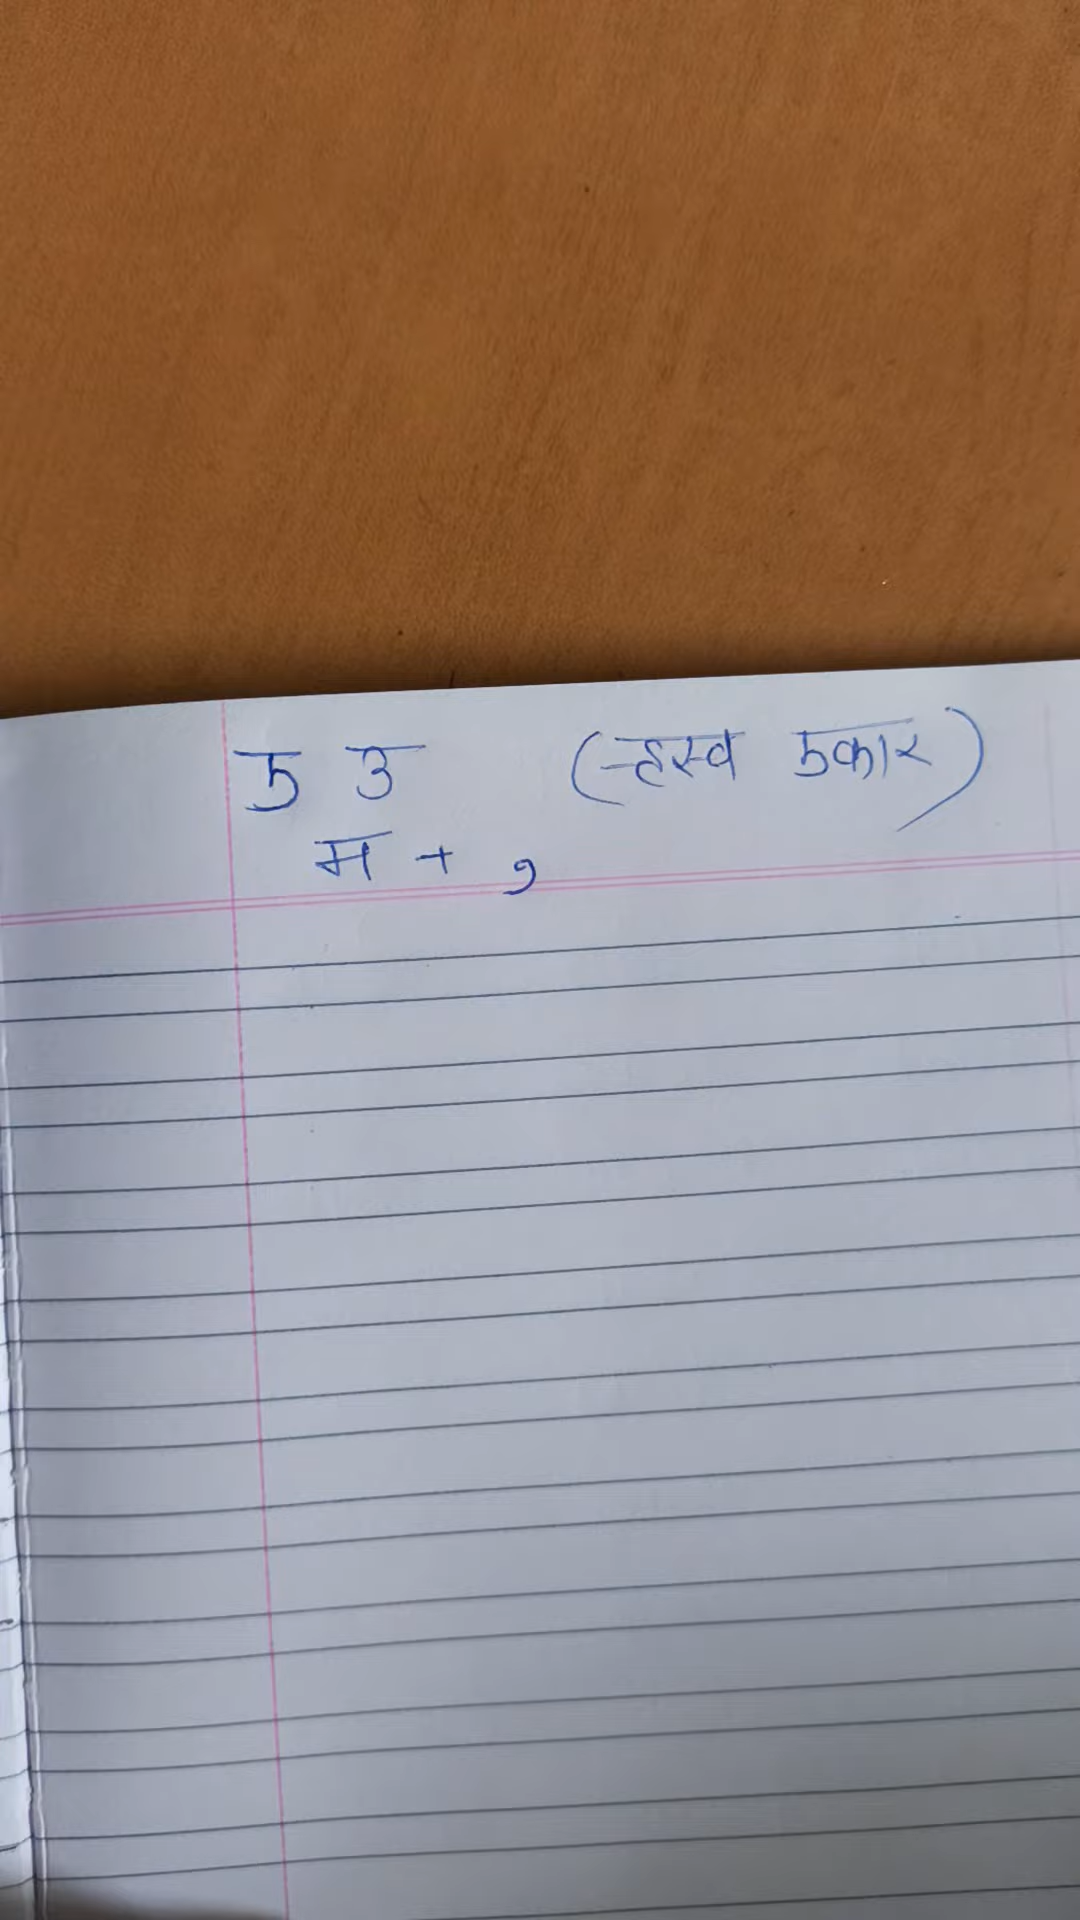 उ उ (ह्रस्व उकार)
म + ु